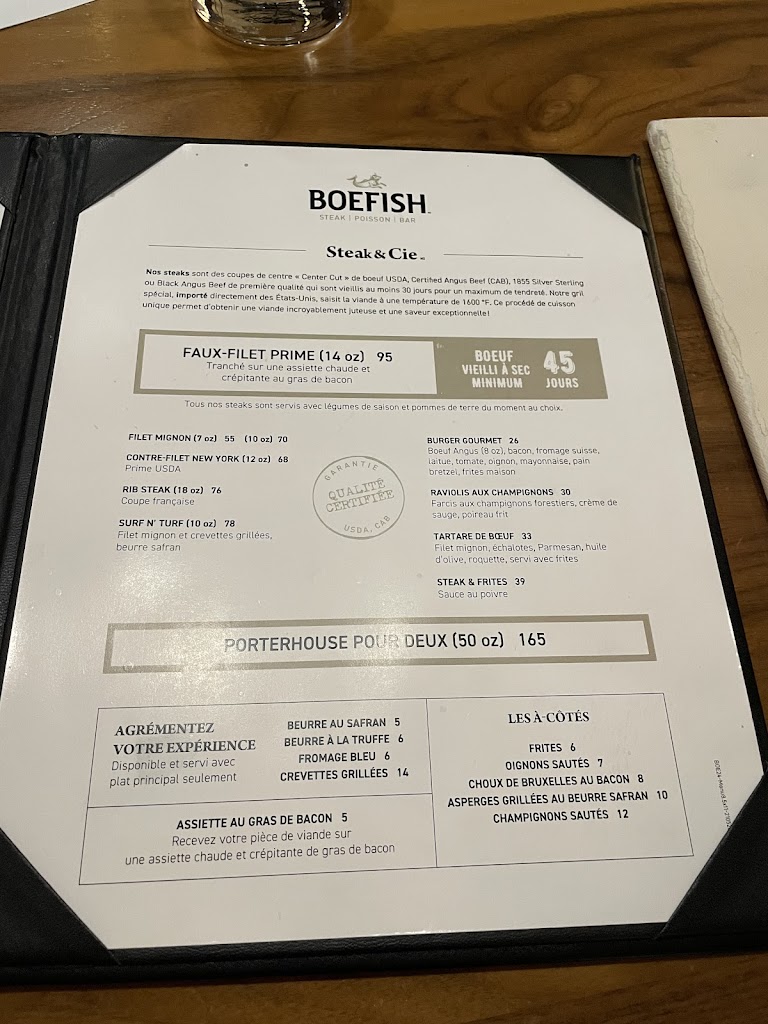 BOEFISH
STEAK | POISSON | BAR
Steak&Cie
Nos steaks sont des coupes de centre « Center Cut » de boeuf USDA, Certified Angus Beef (CAB), 1855 Silver Sterling
ou Black Angus Beef de première qualité qui sont vieillis au moins 30 jours pour un maximum de tendreté. Notre gril
spécial, importé directement des États-Unis, saisit la viande à une température de 1600 °F. Ce procédé de cuisson
unique permet d'obtenir une viande incroyablement juteuse et une saveur exceptionnelle!
FAUX-FILET PRIME (14 oz) 95
Tranché sur une assiette chaude et
crépitante au gras de bacon
BOEUF
VIEILLI À SEC
MINIMUM
45
JOURS
Tous nos steaks sont servis avec légumes de saison et pommes de terre du moment au choix.
FILET MIGNON (7 oz) 55 (10 oz) 70
CONTRE-FILET NEW YORK (12 oz) 68
Prime USDA
RIB STEAK (18 oz) 76
Coupe française
SURF N' TURF (10 oz) 78
Filet mignon et crevettes grillées,
beurre safran
GARANTIE
QUALITÉ
CERTIFIÉE
USDA, CAB
BURGER GOURMET 26
Boeuf Angus (8 oz), bacon, fromage suisse,
laitue, tomate, oignon, mayonnaise, pain
bretzel, frites maison
RAVIOLIS AUX CHAMPIGNONS 30
Farcis aux champignons forestiers, crème de
sauge, poireau frit
TARTARE DE BŒUF 33
Filet mignon, échalotes, Parmesan, huile
d'olive, roquette, servi avec frites
STEAK & FRITES 39
Sauce au poivre
PORTERHOUSE POUR DEUX (50 oz) 165
AGRÉMENTEZ
VOTRE EXPÉRIENCE
Disponible et servi avec
plat principal seulement
BEURRE AU SAFRAN 5
BEURRE À LA TRUFFE 6
FROMAGE BLEU 6
CREVETTES GRILLÉES 14
ASSIETTE AU GRAS DE BACON 5
Recevez votre pièce de viande sur
une assiette chaude et crépitante de gras de bacon
LES À-CÔTÉS
FRITES 6
OIGNONS SAUTÉS 7
CHOUX DE BRUXELLES AU BACON 8
ASPERGES GRILLÉES AU BEURRE SAFRAN 10
CHAMPIGNONS SAUTÉS 12